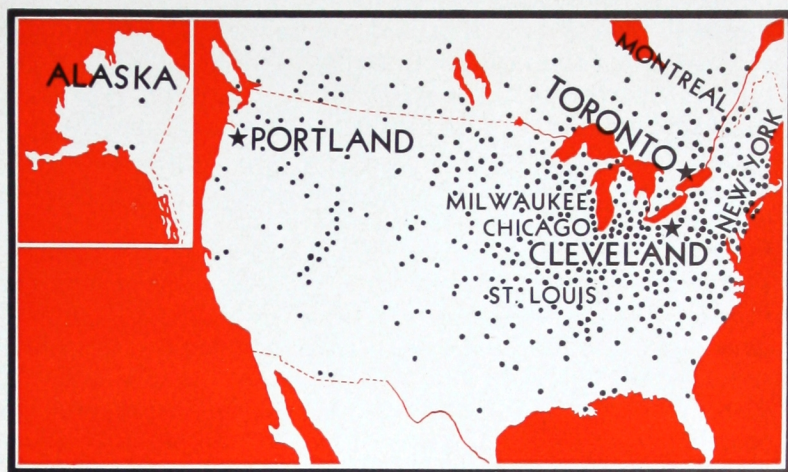 ALASKA
MONTREAL
TORONTO
PORTLAND
NEW YORK
MILWAUKEE
CHICAGO
CLEVELAND
ST. LOUIS